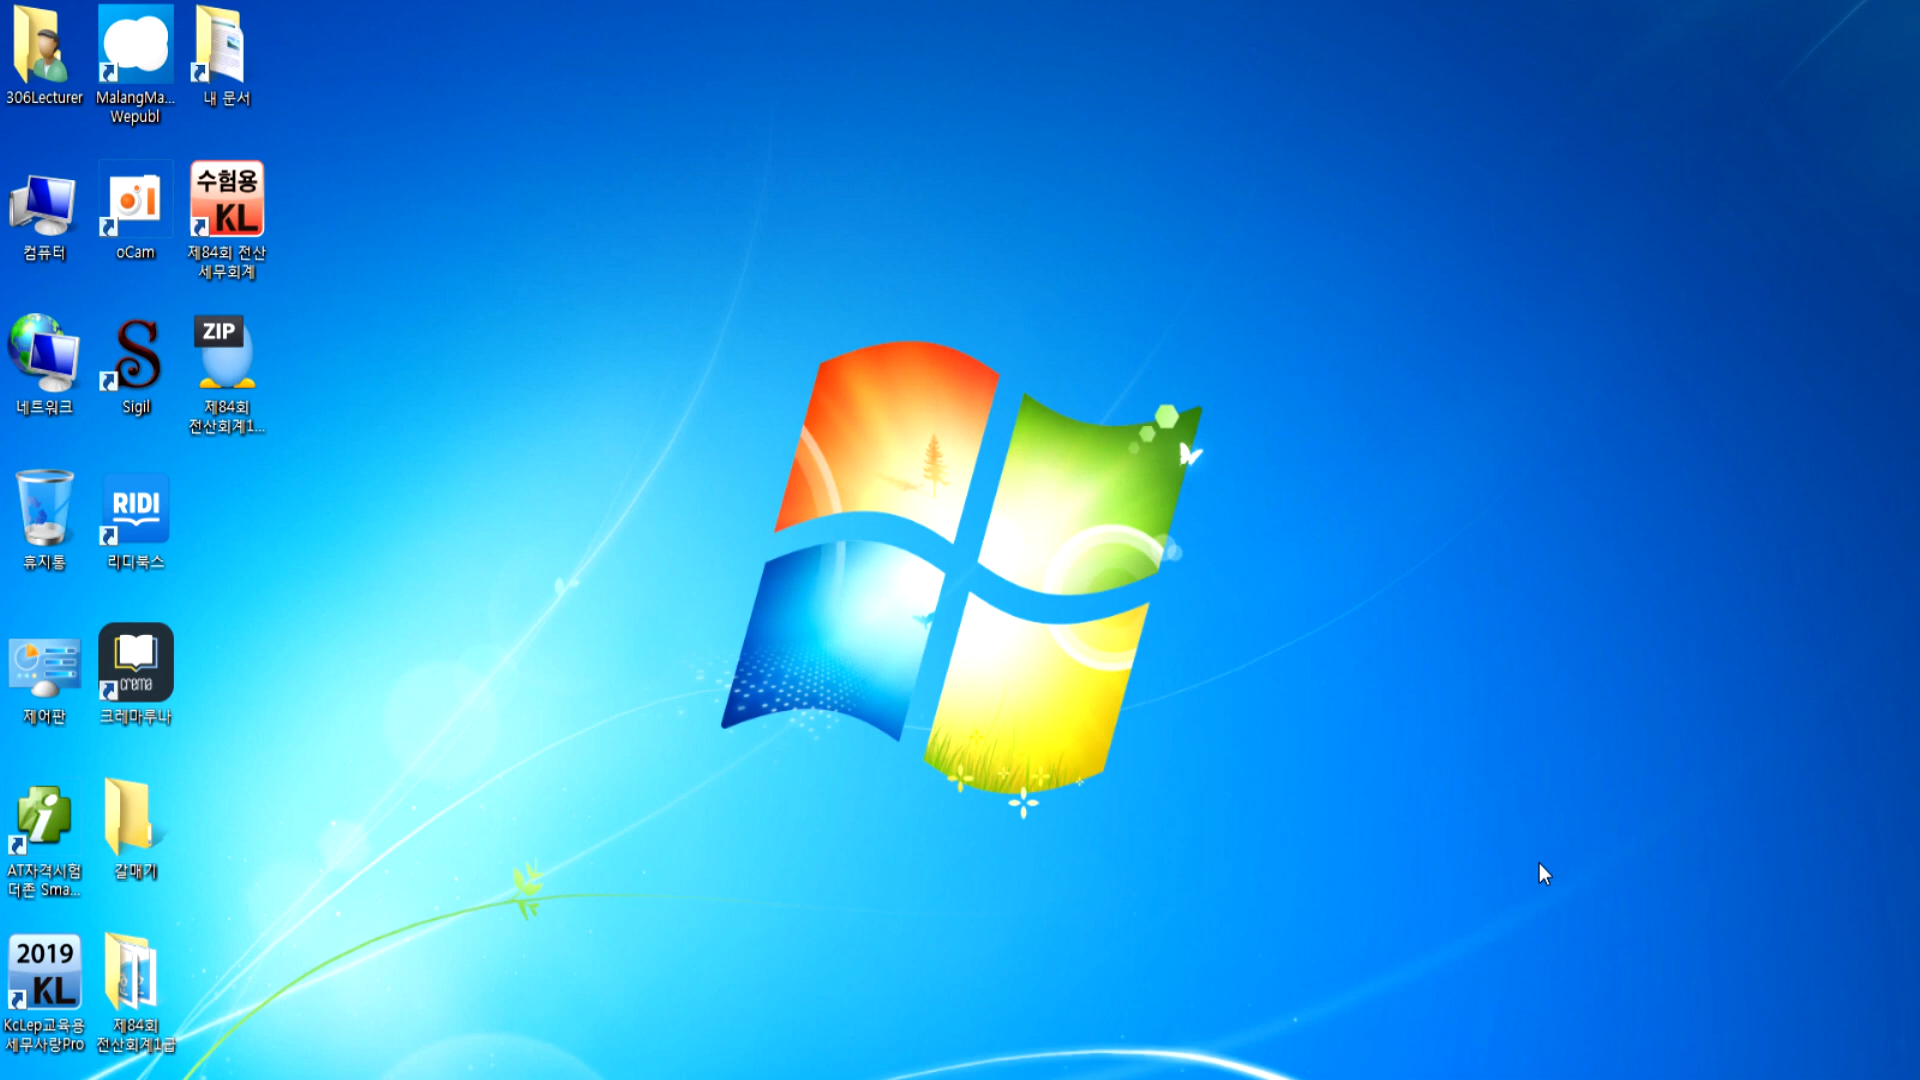 306Lecturer
MalangMa...
Wepubl
내 문서
컴퓨터
oCam
수험용
KL
제84회 전산
세무회계
네트워크
Sigil
ZIP
제84회
전산회계1...
휴지통
RIDI
리디북스
제어판
crema
크레마루나
AT자격시험
더존 Sma...
갈매기
2019
KL
KcLep교육용
세무사랑Pro
제84회
전산회계1급